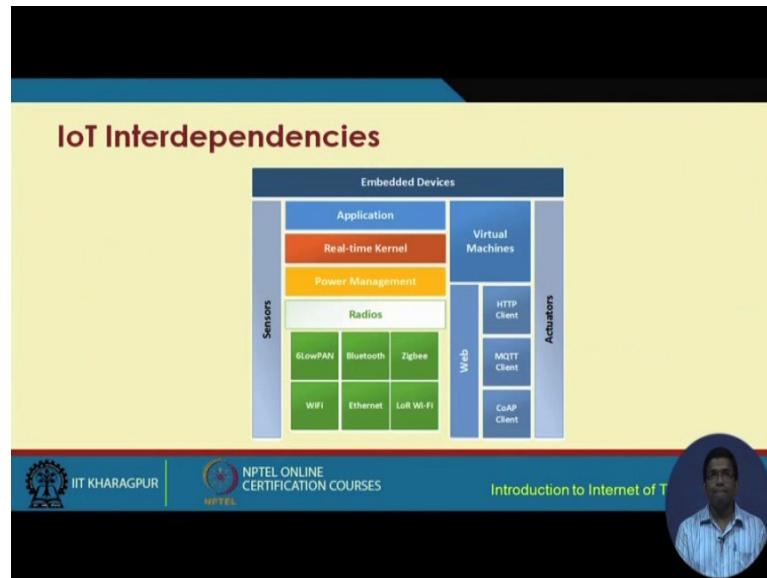 IoT Interdependencies
Embedded Devices
Sensors
Application
Real-time Kernel
Power Management
Radios
6LowPAN
Bluetooth
Zigbee
WiFi
Ethernet
LoR Wi-Fi
Virtual
Machines
Web
HTTP
Client
MQTT
Client
CoAP
Client
Actuators
IIT KHARAGPUR
NPTEL
NPTEL ONLINE
CERTIFICATION COURSES
Introduction to Internet of T